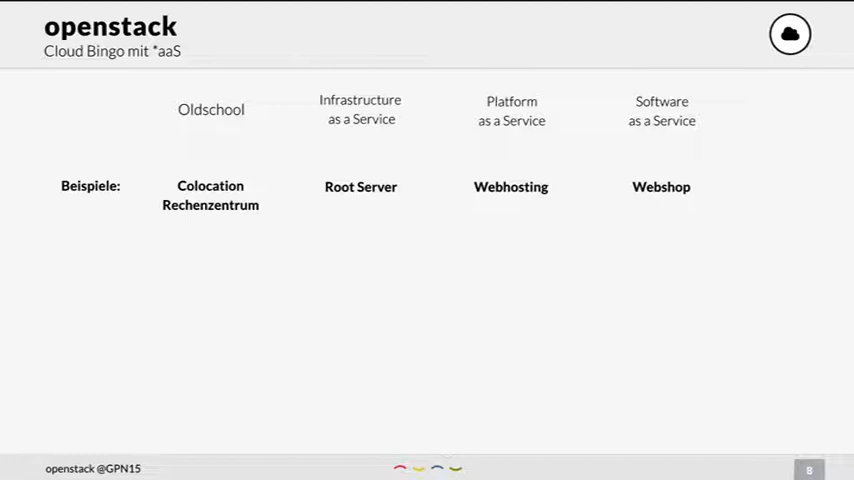 openstack
Cloud Bingo mit *aaS
Oldschool
Infrastructure
as a Service
Platform
as a Service
Software
as a Service
Beispiele:
Colocation
Rechenzentrum
Root Server
Webhosting
Webshop
openstack @GPN15
8